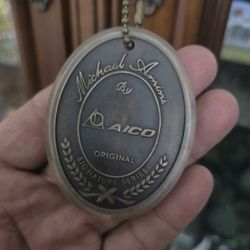 Michael Amini
By
AICO
ORIGINAL
SIGNATURE SERIES